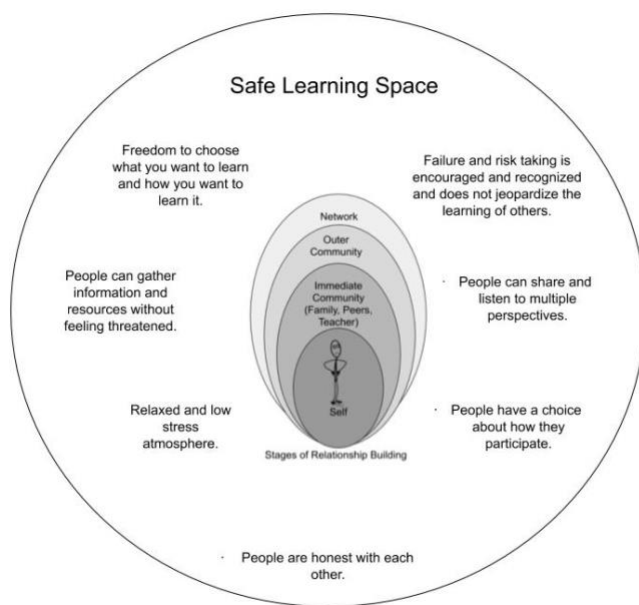 Safe Learning Space
Freedom to choose
what you want to learn
and how you want to
learn it.
Failure and risk taking is
encouraged and recognized
and does not jeopardize the
learning of others.
Network
Outer
Community
People can gather
information and
resources without
feeling threatened.
Immediate
Community
(Family, Peers,
Teacher)
· People can share and
listen to multiple
perspectives.
Relaxed and low
stress
atmosphere.
Self
· People have a choice
about how they
participate.
Stages of Relationship Building
· People are honest with each
other.